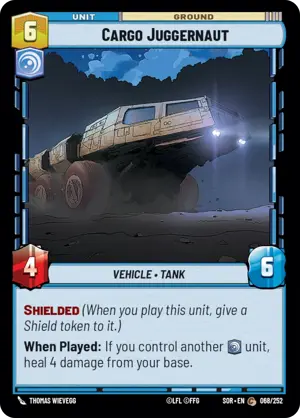 UNIT GROUND
6 CARGO JUGGERNAUT
4 VEHICLE • TANK 6
SHIELDED (When you play this unit, give a
Shield token to it.)
When Played: If you control another unit,
heal 4 damage from your base.
THOMAS WIEVEGG ©LFL ©FFG SOR • EN C 068/252